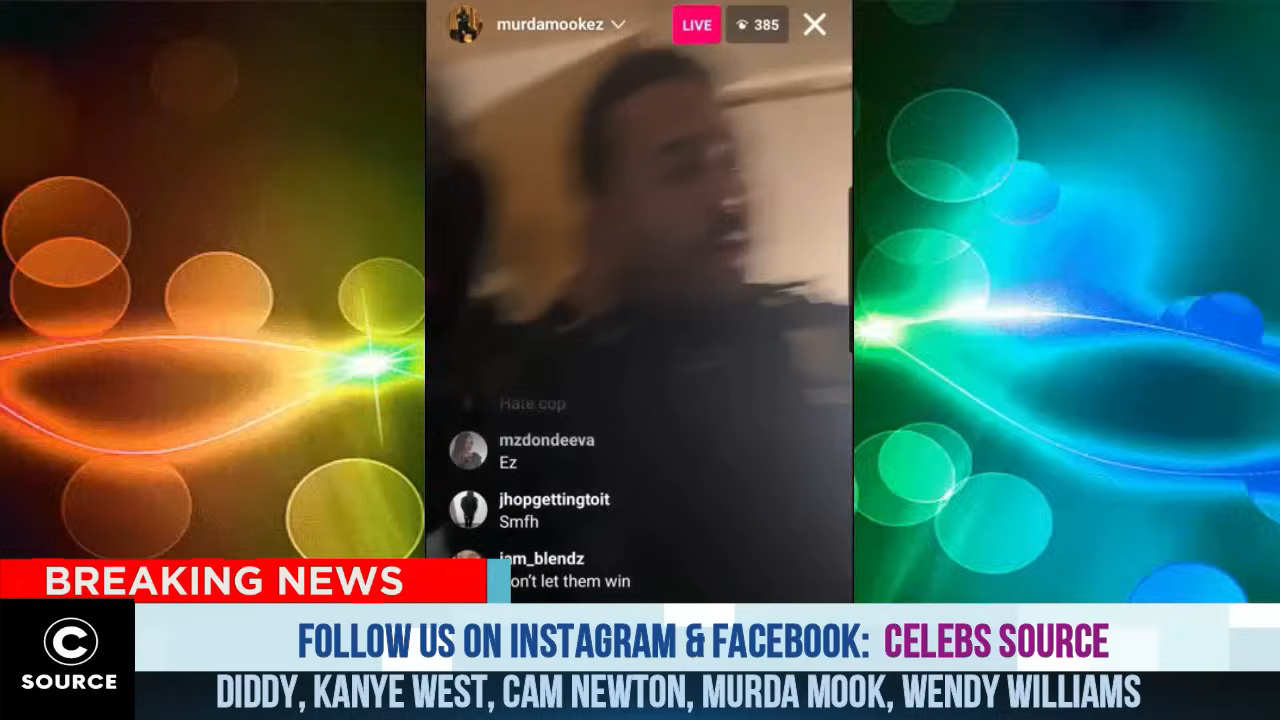 murdamookez
LIVE
385
Hate cop
mzdondeeva
Ez
jhopgettingtoit
Smfh
jam_blendz
on't let them win
BREAKING NEWS
FOLLOW US ON INSTAGRAM & FACEBOOK: CELEBS SOURCE
C
SOURCE
DIDDY, KANYE WEST, CAM NEWTON, MURDA MOOK, WENDY WILLIAMS